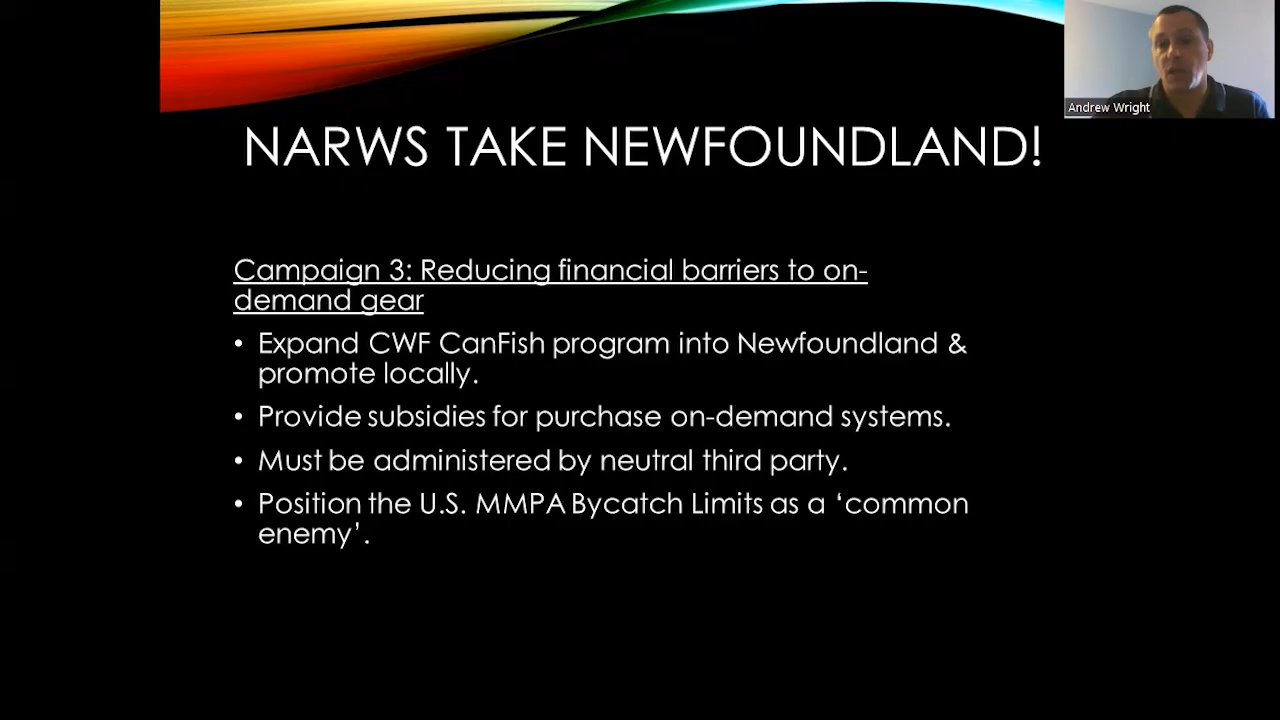 Andrew Wright
NARWS TAKE NEWFOUNDLAND!
Campaign 3: Reducing financial barriers to on-
demand gear
• Expand CWF CanFish program into Newfoundland &
promote locally.
• Provide subsidies for purchase on-demand systems.
• Must be administered by neutral third party.
• Position the U.S. MMPA Bycatch Limits as a ‘common
enemy’.